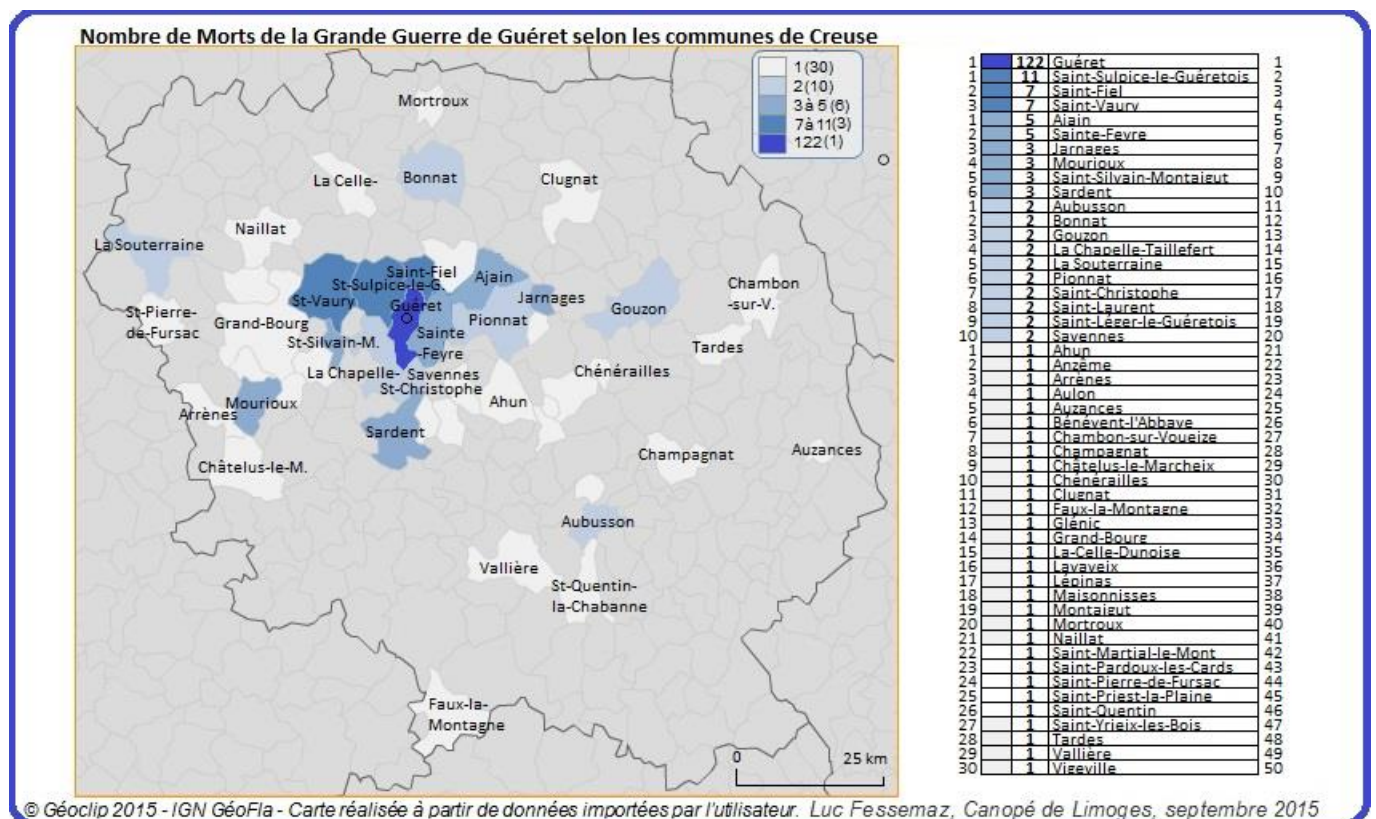 Nombre de Morts de la Grande Guerre de Guéret selon les communes de Creuse
1 (30)
2 (10)
3 à 5 (6)
7 à 11 (3)
122 (1)
Mortroux
La Celle-
Bonnat
Clugnat
Naillat
La Souterraine
Saint-Fiel
St-Sulpice-le-G.
Ajain
St-Vaury
Guéret
Jarnages
Chambon
-sur-V.
St-Pierre-
de-Fursac
Grand-Bourg
Pionnat
Gouzon
St-Silvain-M.
Sainte
-Feyre
Tardes
La Chapelle-
Savennes
St-Christophe
Chénérailles
Ahun
Mourioux
Arrènes
Sardent
Châtelus-le-M.
Champagnat
Auzances
Aubusson
Vallière
St-Quentin-
la-Chabanne
Faux-la-
Montagne
0 25 km
1 122 Guéret 1
1 11 Saint-Sulpice-le-Guéretois 2
2 7 Saint-Fiel 3
3 7 Saint-Vaury 4
1 5 Ajain 5
2 5 Sainte-Feyre 6
3 3 Jarnages 7
4 3 Mourioux 8
5 3 Saint-Silvain-Montaigut 9
6 3 Sardent 10
1 2 Aubusson 11
2 2 Bonnat 12
3 2 Gouzon 13
4 2 La Chapelle-Taillefert 14
5 2 La Souterraine 15
6 2 Pionnat 16
7 2 Saint-Christophe 17
8 2 Saint-Laurent 18
9 2 Saint-Léger-le-Guéretois 19
10 2 Savennes 20
1 1 Ahun 21
2 1 Anzême 22
3 1 Arrènes 23
4 1 Aulon 24
5 1 Auzances 25
6 1 Bénévent-l'Abbaye 26
7 1 Chambon-sur-Voueize 27
8 1 Champagnat 28
9 1 Châtelus-le-Marcheix 29
10 1 Chénérailles 30
11 1 Clugnat 31
12 1 Faux-la-Montagne 32
13 1 Glénic 33
14 1 Grand-Bourg 34
15 1 La-Celle-Dunoise 35
16 1 Lavaveix 36
17 1 Lépinas 37
18 1 Maisonnisses 38
19 1 Montaigut 39
20 1 Mortroux 40
21 1 Naillat 41
22 1 Saint-Martial-le-Mont 42
23 1 Saint-Pardoux-les-Cards 43
24 1 Saint-Pierre-de-Fursac 44
25 1 Saint-Priest-la-Plaine 45
26 1 Saint-Quentin 46
27 1 Saint-Yrieix-les-Bois 47
28 1 Tardes 48
29 1 Vallière 49
30 1 Vigeville 50
© Géoclip 2015 - IGN GéoFla - Carte réalisée à partir de données importées par l'utilisateur. Luc Fessemaz, Canopé de Limoges, septembre 2015